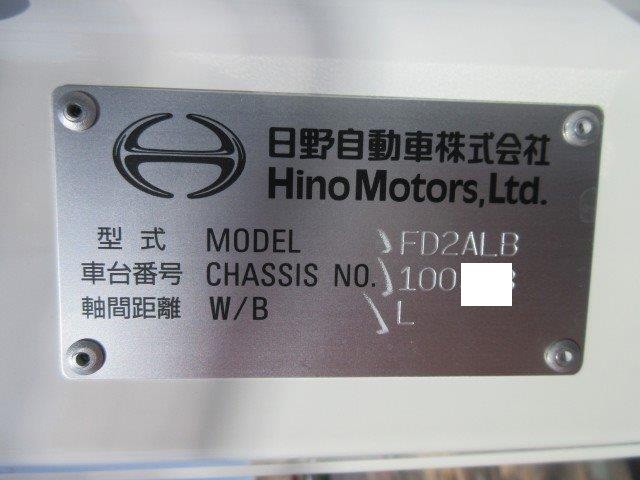 日野自動車株式会社
Hino Motors, Ltd.
型式 MODEL FD2ALB
車台番号 CHASSIS NO. 100
軸間距離 W/B L